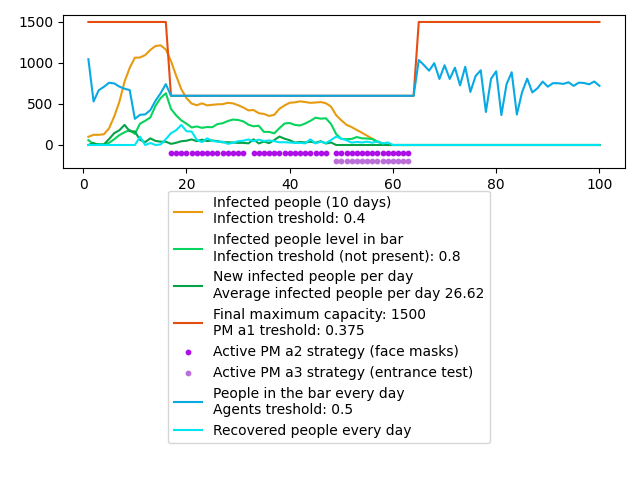 1500
1000
500
0
0
20
40
60
80
100
Infected people (10 days)
Infection treshold: 0.4
Infected people level in bar
Infection treshold (not present): 0.8
New infected people per day
Average infected people per day 26.62
Final maximum capacity: 1500
PM a1 treshold: 0.375
Active PM a2 strategy (face masks)
Active PM a3 strategy (entrance test)
People in the bar every day
Agents treshold: 0.5
Recovered people every day